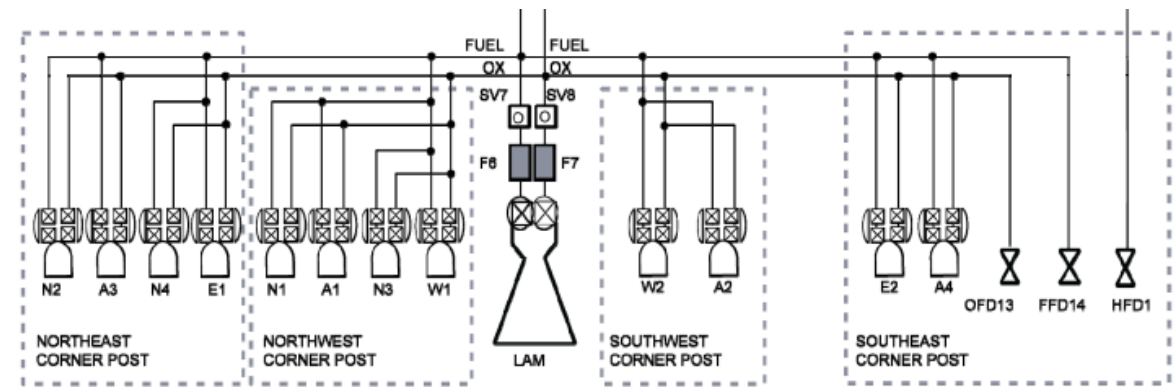 FUEL FUEL
OX OX
SV7 SV8
F6 F7
N2 A3 N4 E1 N1 A1 N3 W1 W2 A2 E2 A4 OFD13 FFD14 HFD1
NORTHEAST
CORNER POST
NORTHWEST
CORNER POST
LAM
SOUTHWEST
CORNER POST
SOUTHEAST
CORNER POST